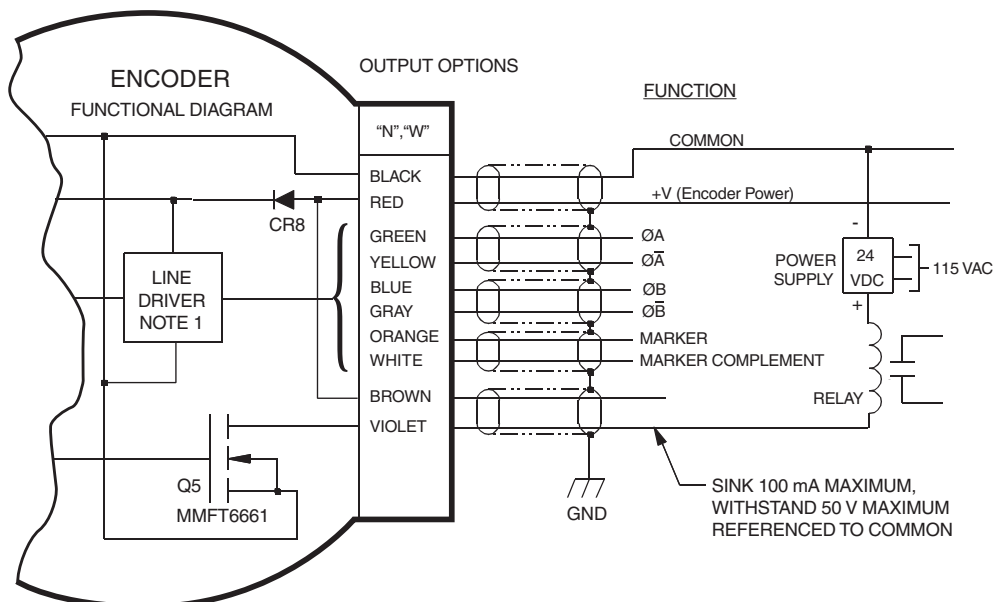 ENCODER
FUNCTIONAL DIAGRAM
OUTPUT OPTIONS
FUNCTION
“N”,“W”
BLACK
RED
GREEN
YELLOW
BLUE
GRAY
ORANGE
WHITE
BROWN
VIOLET
CR8
LINE
DRIVER
NOTE 1
Q5
MMFT6661
COMMON
+V (Encoder Power)
ØA
ØA̅
ØB
ØB̅
MARKER
MARKER COMPLEMENT
GND
-
POWER
SUPPLY
24
VDC
+
115 VAC
RELAY
SINK 100 mA MAXIMUM,
WITHSTAND 50 V MAXIMUM
REFERENCED TO COMMON